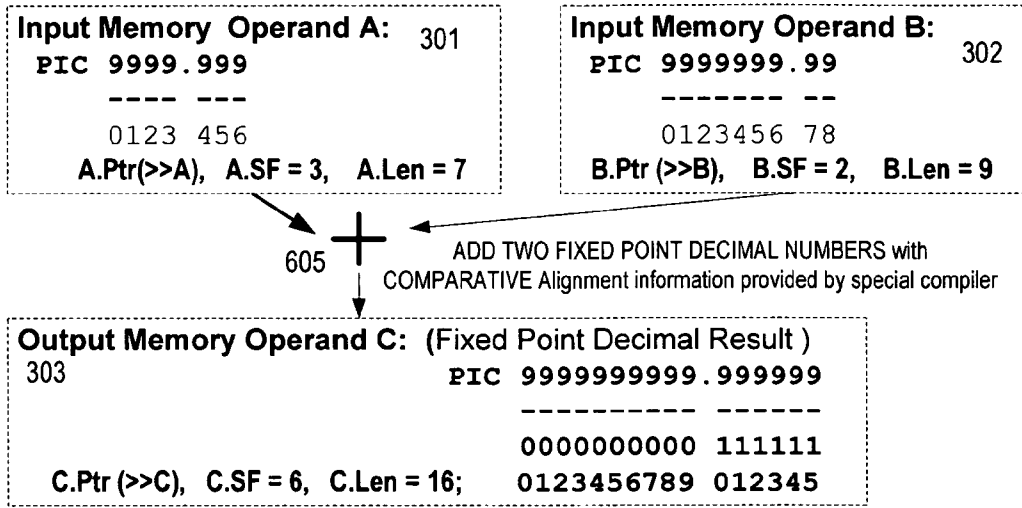 Input Memory Operand A: 301
PIC 9999.999
---- ---
0123 456
A.Ptr(>>A), A.SF = 3, A.Len = 7
Input Memory Operand B: 302
PIC 9999999.99
------- --
0123456 78
B.Ptr (>>B), B.SF = 2, B.Len = 9
605
ADD TWO FIXED POINT DECIMAL NUMBERS with
COMPARATIVE Alignment information provided by special compiler
Output Memory Operand C: (Fixed Point Decimal Result )
303
PIC 9999999999.999999
---------- ------
0000000000 111111
C.Ptr (>>C), C.SF = 6, C.Len = 16; 0123456789 012345